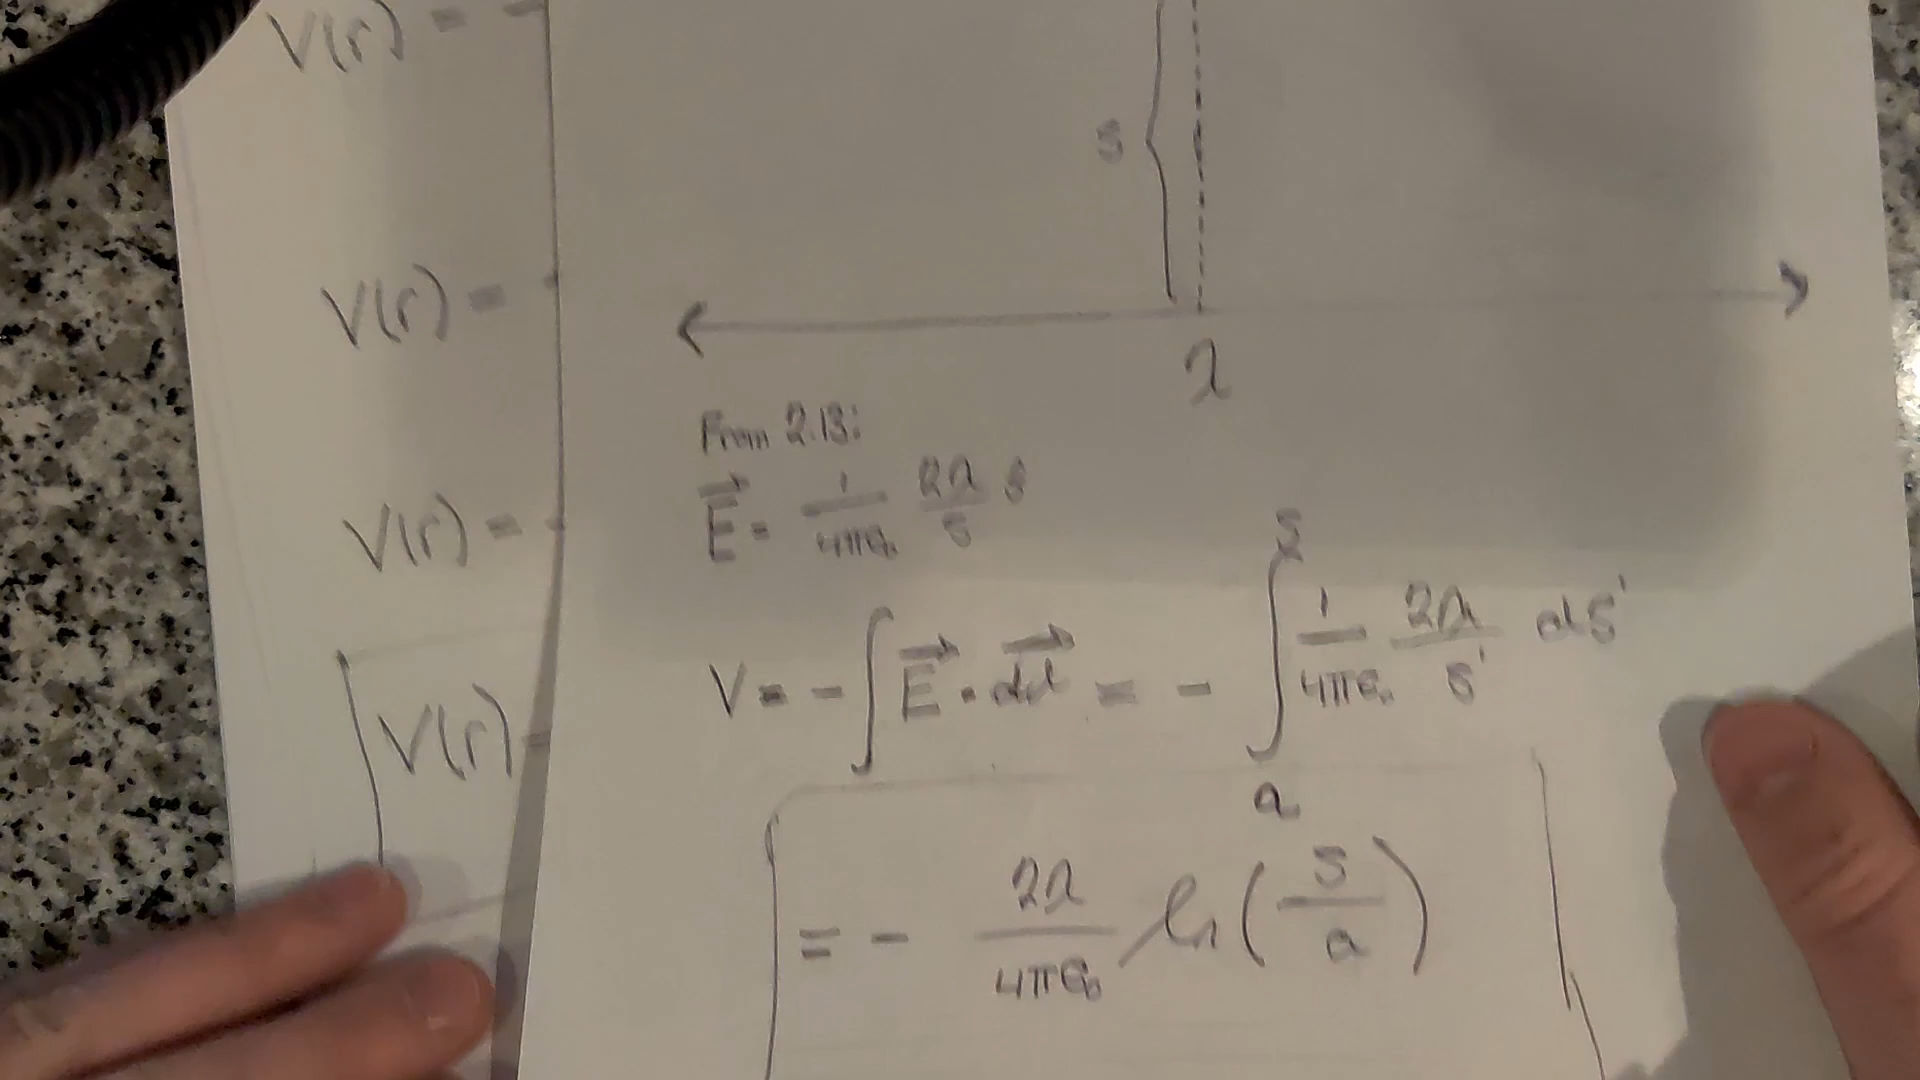 V(r) = -
s
V(r) = -
λ
From 2.13:
E⃗ = 1/4πε₀ 2λ/s ŝ
V(r) = -
V = - ∫ E⃗ · dl⃗ = - ∫ₐˢ 1/4πε₀ 2λ/s' ds'
V(r) =
= - 2λ/4πε₀ ln(s/a)